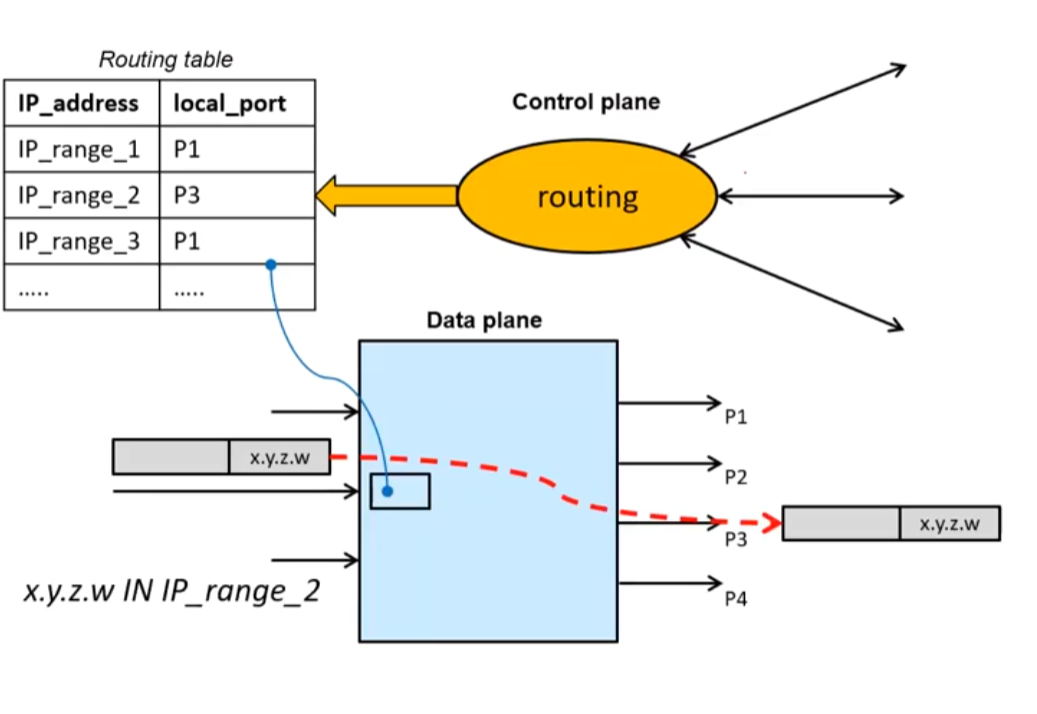 Routing table
IP_address local_port
IP_range_1 P1
IP_range_2 P3
IP_range_3 P1
..... .....
Control plane
routing
Data plane
x.y.z.w
x.y.z.w IN IP_range_2
P1
P2
P3
P4
x.y.z.w